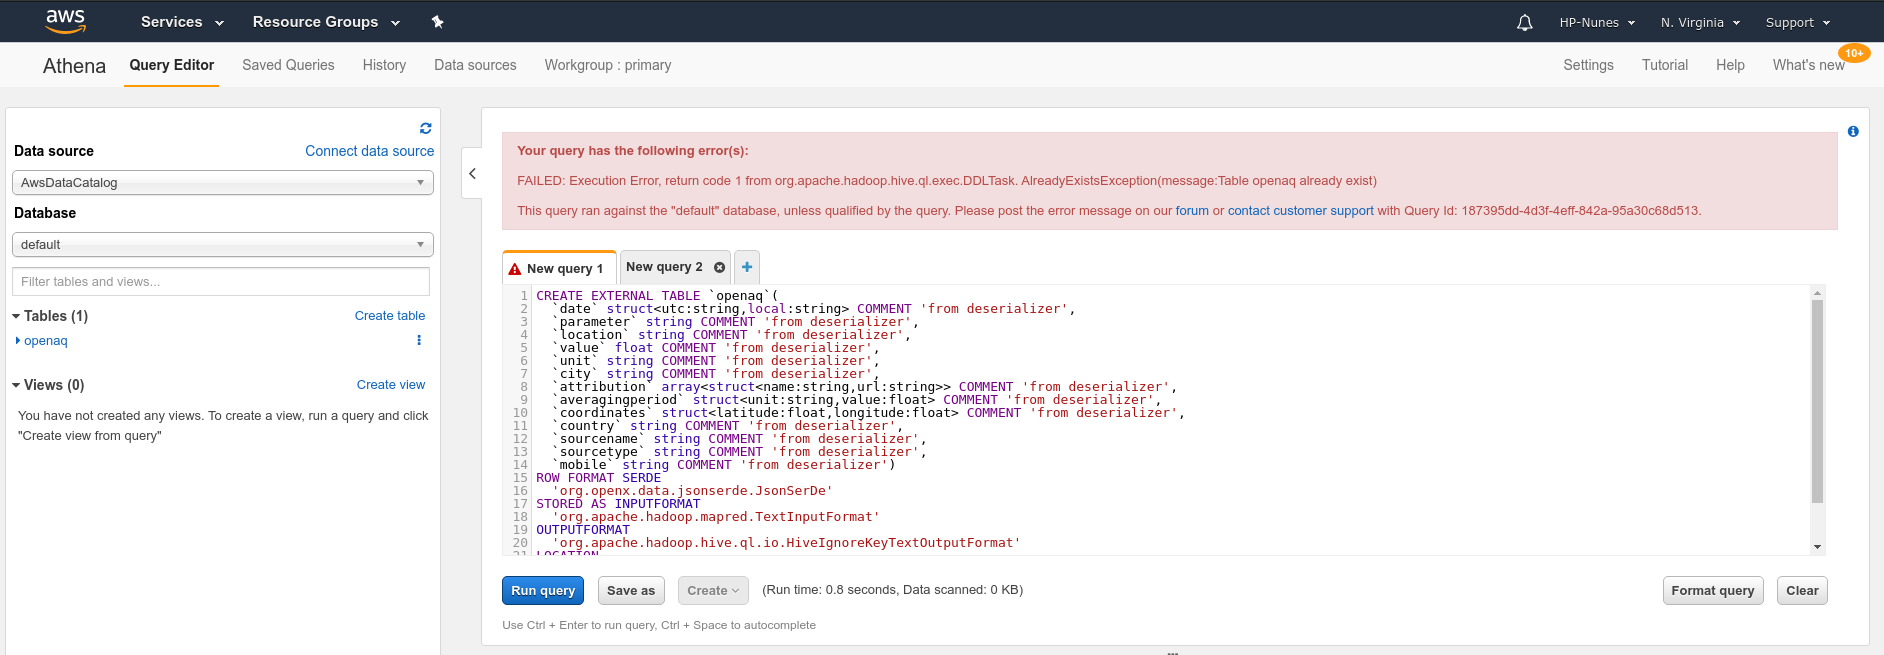 aws Services Resource Groups HP-Nunes N. Virginia Support
Athena Query Editor Saved Queries History Data sources Workgroup : primary Settings Tutorial Help What's new 10+
Data source Connect data source
AwsDataCatalog
Database
default
Filter tables and views...
Tables (1) Create table
openaq
Views (0) Create view
You have not created any views. To create a view, run a query and click
"Create view from query"
Your query has the following error(s):
FAILED: Execution Error, return code 1 from org.apache.hadoop.hive.ql.exec.DDLTask. AlreadyExistsException(message:Table openaq already exist)
This query ran against the "default" database, unless qualified by the query. Please post the error message on our forum or contact customer support with Query Id: 187395dd-4d3f-4eff-842a-95a30c68d513.
New query 1 New query 2
1 CREATE EXTERNAL TABLE `openaq`(
2 `date` struct<utc:string,local:string> COMMENT 'from deserializer',
3 `parameter` string COMMENT 'from deserializer',
4 `location` string COMMENT 'from deserializer',
5 `value` float COMMENT 'from deserializer',
6 `unit` string COMMENT 'from deserializer',
7 `city` string COMMENT 'from deserializer',
8 `attribution` array<struct<name:string,url:string>> COMMENT 'from deserializer',
9 `averagingperiod` struct<unit:string,value:float> COMMENT 'from deserializer',
10 `coordinates` struct<latitude:float,longitude:float> COMMENT 'from deserializer',
11 `country` string COMMENT 'from deserializer',
12 `sourcename` string COMMENT 'from deserializer',
13 `sourcetype` string COMMENT 'from deserializer',
14 `mobile` string COMMENT 'from deserializer')
15 ROW FORMAT SERDE
16 'org.openx.data.jsonserde.JsonSerDe'
17 STORED AS INPUTFORMAT
18 'org.apache.hadoop.mapred.TextInputFormat'
19 OUTPUTFORMAT
20 'org.apache.hadoop.hive.ql.io.HiveIgnoreKeyTextOutputFormat'
21 LOCATION
Run query Save as Create (Run time: 0.8 seconds, Data scanned: 0 KB) Format query Clear
Use Ctrl + Enter to run query, Ctrl + Space to autocomplete